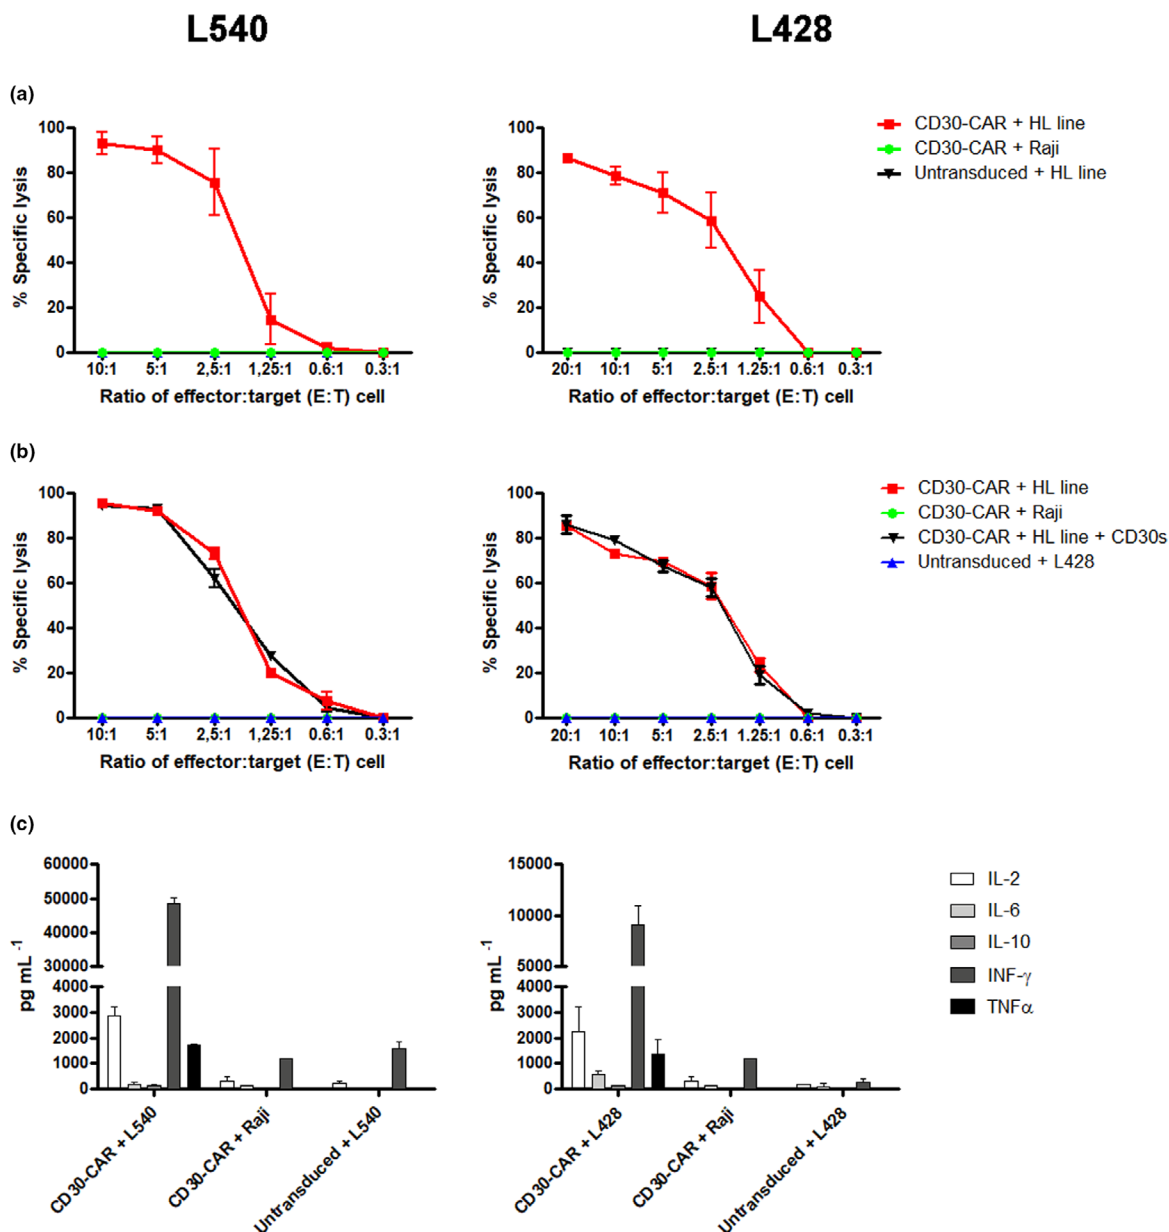 L540
L428
(a)
% Specific lysis
100
80
60
40
20
0
10:1 5:1 2,5:1 1,25:1 0.6:1 0.3:1
Ratio of effector:target (E:T) cell
% Specific lysis
100
80
60
40
20
0
20:1 10:1 5:1 2.5:1 1.25:1 0.6:1 0.3:1
Ratio of effector:target (E:T) cell
CD30-CAR + HL line
CD30-CAR + Raji
Untransduced + HL line
(b)
% Specific lysis
100
80
60
40
20
0
10:1 5:1 2,5:1 1,25:1 0.6:1 0.3:1
Ratio of effector:target (E:T) cell
% Specific lysis
100
80
60
40
20
0
20:1 10:1 5:1 2.5:1 1.25:1 0.6:1 0.3:1
Ratio of effector:target (E:T) cell
CD30-CAR + HL line
CD30-CAR + Raji
CD30-CAR + HL line + CD30s
Untransduced + L428
(c)
pg mL⁻¹
60000
50000
40000
30000
4000
3000
2000
1000
0
CD30-CAR + L540
CD30-CAR + Raji
Untransduced + L540
pg mL⁻¹
15000
10000
5000
4000
3000
2000
1000
0
CD30-CAR + L428
CD30-CAR + Raji
Untransduced + L428
IL-2
IL-6
IL-10
INF-γ
TNFα